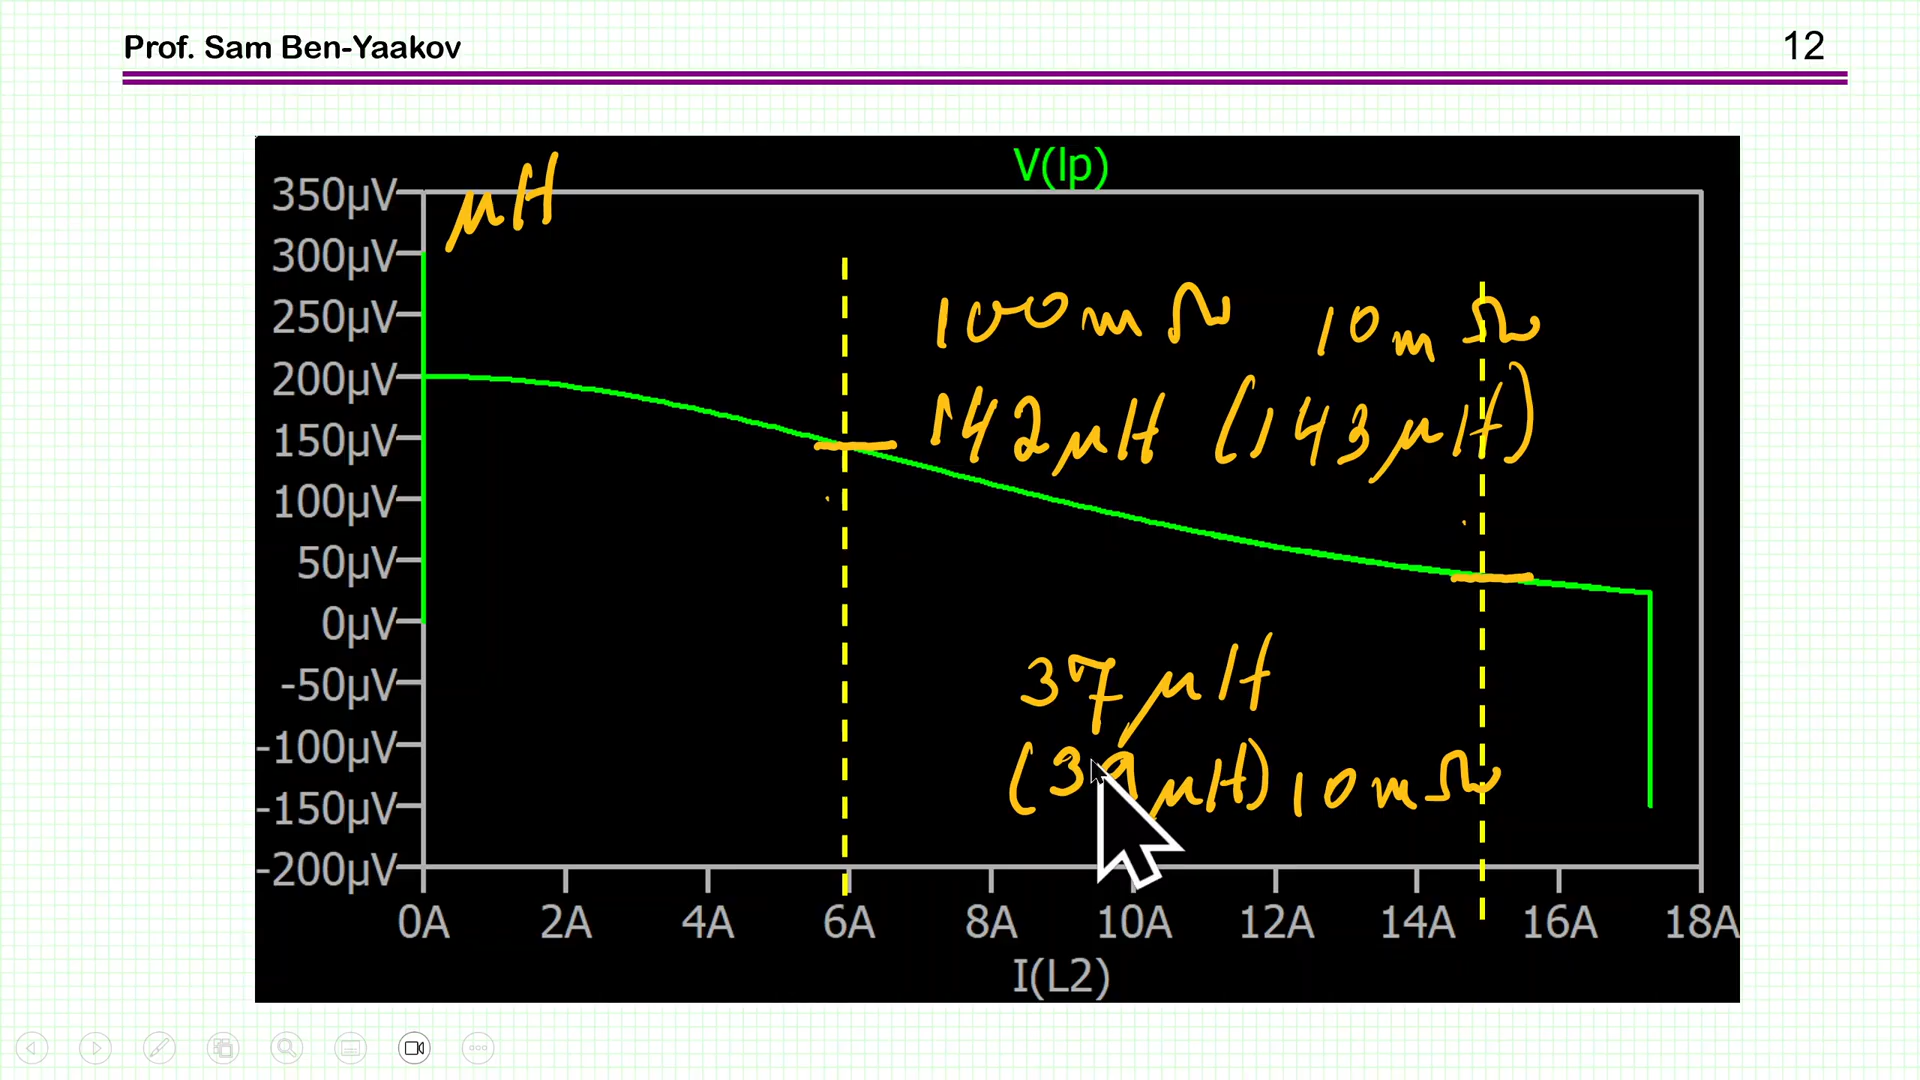 Prof. Sam Ben-Yaakov
12
V(lp)
350µV
300µV
250µV
200µV
150µV
100µV
50µV
0µV
-50µV
-100µV
-150µV
-200µV
µH
100mΩ 10mΩ
142µH (143µH)
37µH
(39µH) 10mΩ
0A 2A 4A 6A 8A 10A 12A 14A 16A 18A
I(L2)